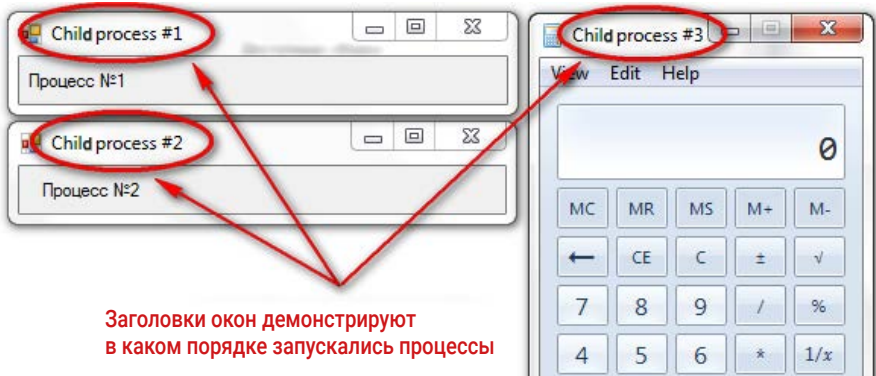 Child process #1
Процесс №1
Child process #2
Процесс №2
Заголовки окон демонстрируют
в каком порядке запускались процессы
Child process #3
View Edit Help
0
MC MR MS M+ M-
← CE C ± √
7 8 9 / %
4 5 6 * 1/x